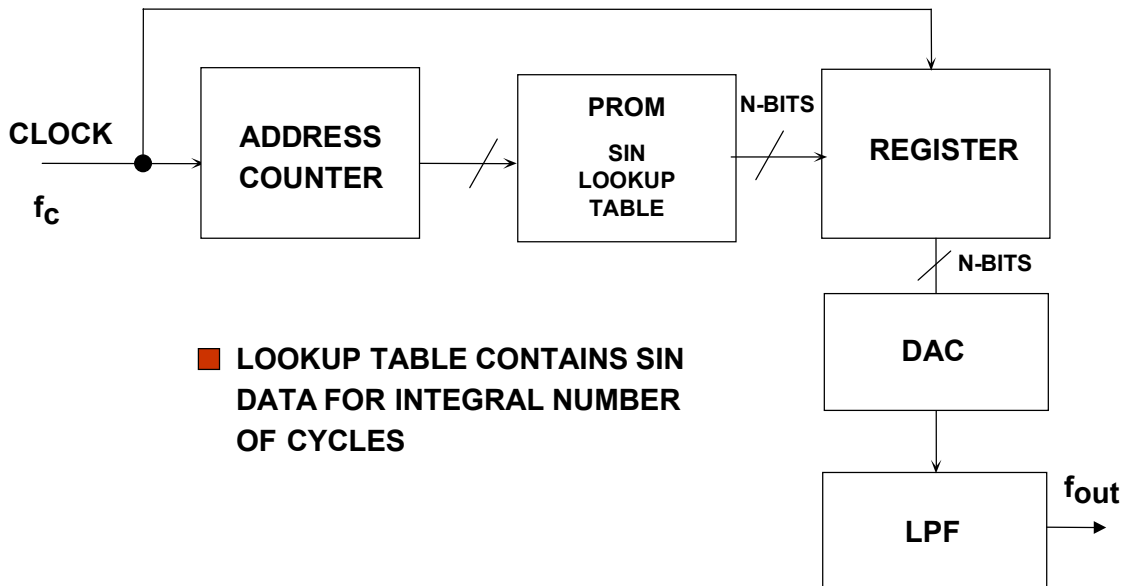 CLOCK
fc
ADDRESS
COUNTER
PROM
SIN
LOOKUP
TABLE
N-BITS
REGISTER
N-BITS
DAC
LPF
fout
LOOKUP TABLE CONTAINS SIN
DATA FOR INTEGRAL NUMBER
OF CYCLES